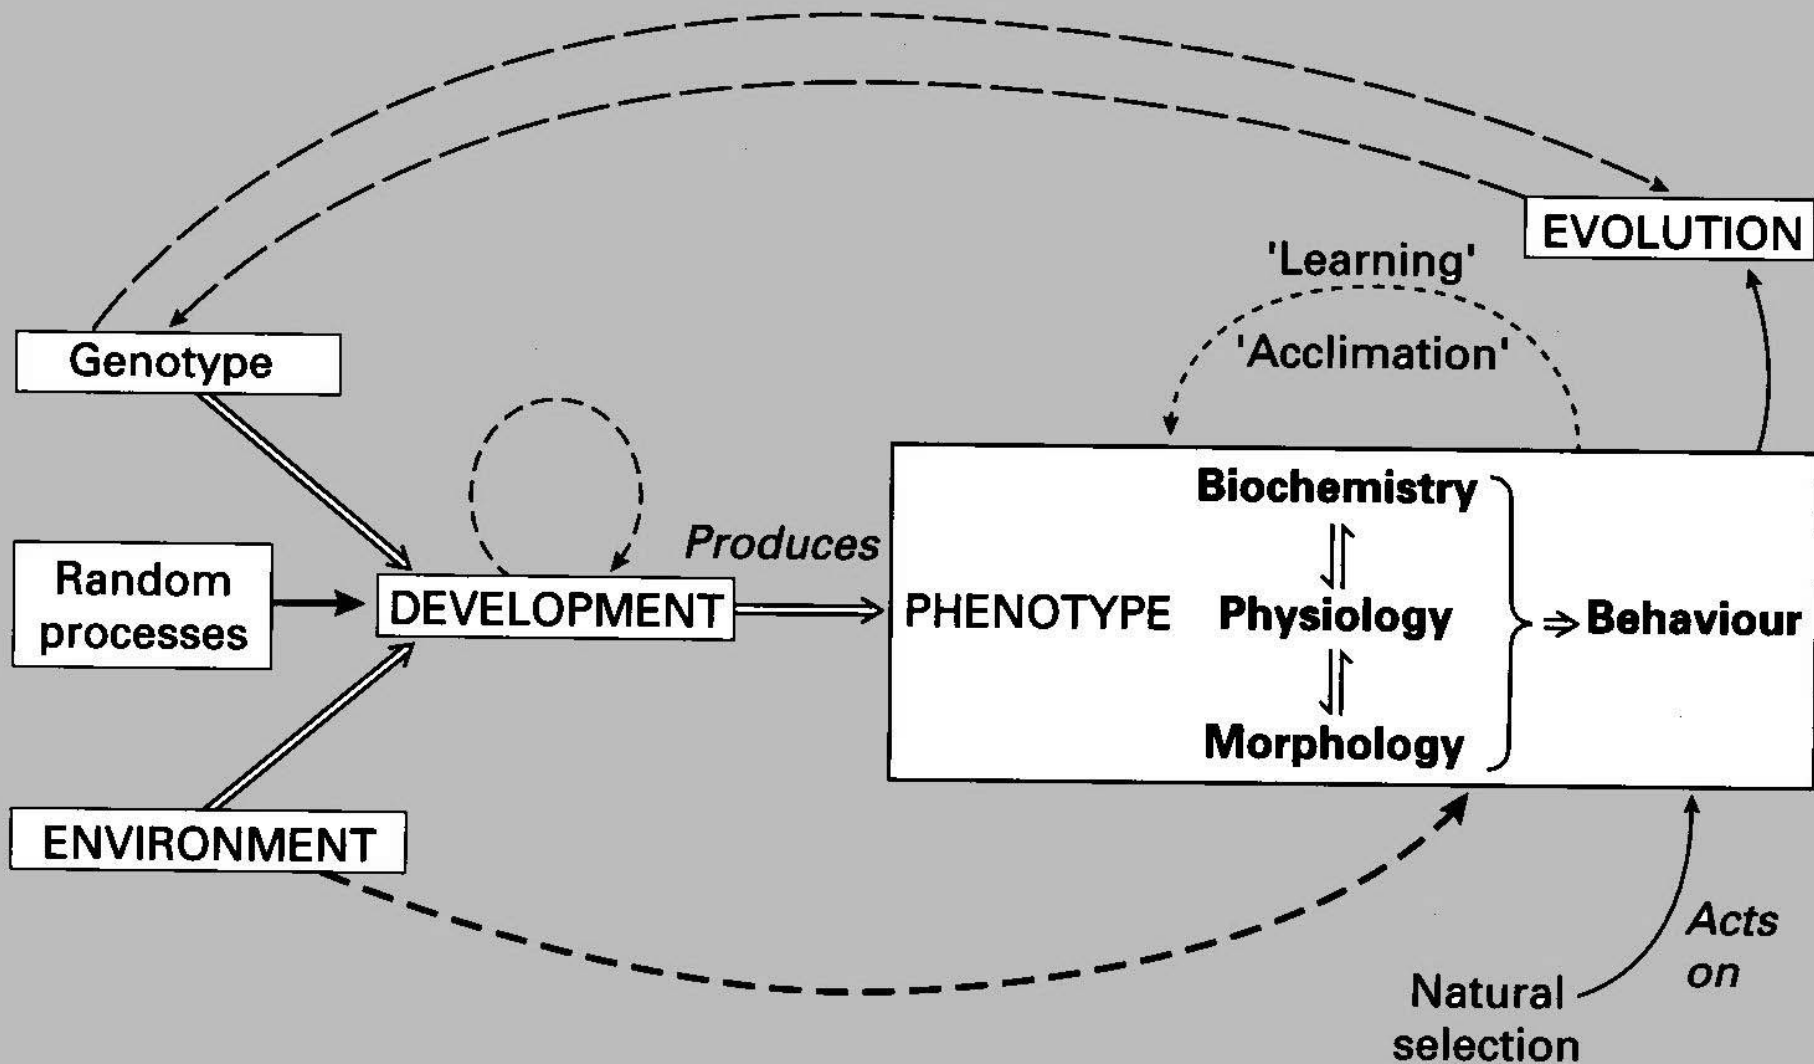 EVOLUTION
'Learning'
'Acclimation'
Genotype
Biochemistry
Produces
Random
processes
DEVELOPMENT
PHENOTYPE
Physiology
Behaviour
Morphology
ENVIRONMENT
Acts
on
Natural
selection